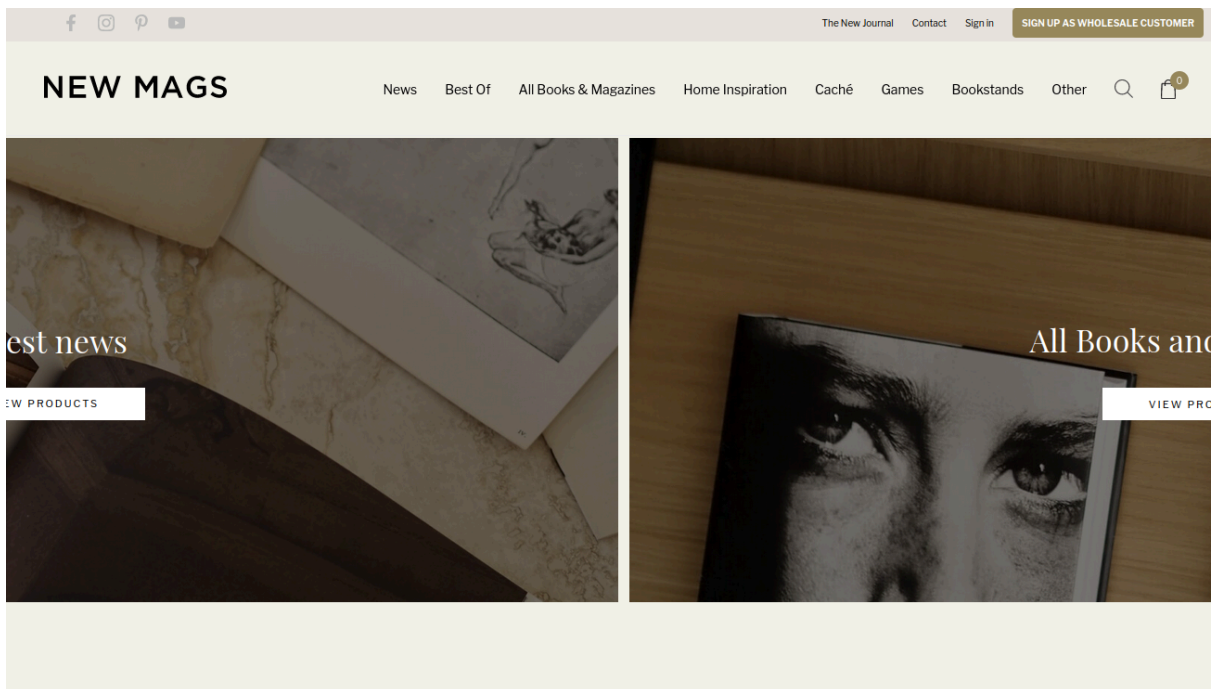 The New Journal Contact Sign in SIGN UP AS WHOLESALE CUSTOMER
NEW MAGS News Best Of All Books & Magazines Home Inspiration Caché Games Bookstands Other 0
est news
All Books and
EW PRODUCTS
VIEW PRO